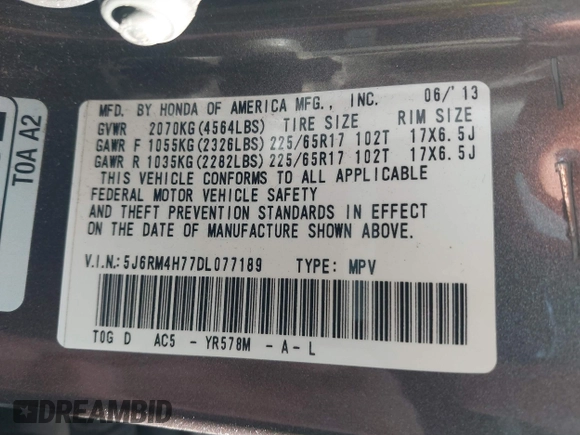 TOA A2
MFD. BY HONDA OF AMERICA MFG., INC. 06/'13
GVWR 2070KG(4564LBS) TIRE SIZE RIM SIZE
GAWR F 1055KG(2326LBS) 225/65R17 102T 17X6.5J
GAWR R 1035KG(2282LBS) 225/65R17 102T 17X6.5J
THIS VEHICLE CONFORMS TO ALL APPLICABLE
FEDERAL MOTOR VEHICLE SAFETY
AND THEFT PREVENTION STANDARDS IN EFFECT
ON THE DATE OF MANUFACTURE SHOWN ABOVE.
V.I.N.: 5J6RM4H77DL077189 TYPE: MPV
TOG D AC5 - YR578M - A - L
DREAMBID